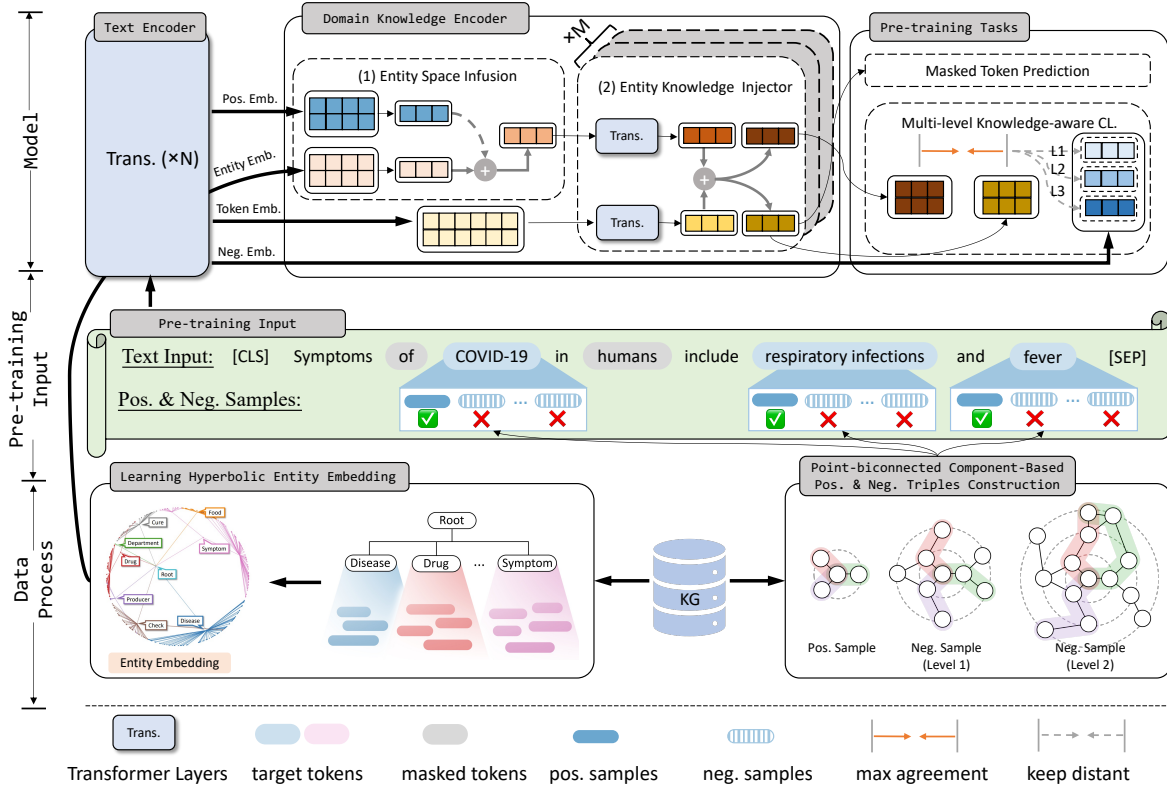 Text Encoder
Domain Knowledge Encoder
Pre-training Tasks
×M
Model
Trans. (×N)
Pos. Emb.
Entity Emb.
Token Emb.
Neg. Emb.
(1) Entity Space Infusion
+
(2) Entity Knowledge Injector
Trans.
+
Trans.
Masked Token Prediction
Multi-level Knowledge-aware CL.
L1
L2
L3
Pre-training
Input
Pre-training Input
Text Input: [CLS] Symptoms of COVID-19 in humans include respiratory infections and fever [SEP]
Pos. & Neg. Samples:
...
...
...
Data
Process
Learning Hyperbolic Entity Embedding
Food
Cure
Department
Symptom
Drug
Root
Producer
Check
Disease
Entity Embedding
Root
Disease
Drug
...
Symptom
KG
Point-biconnected Component-Based
Pos. & Neg. Triples Construction
Pos. Sample
Neg. Sample
(Level 1)
Neg. Sample
(Level 2)
Trans.
Transformer Layers
target tokens
masked tokens
pos. samples
neg. samples
max agreement
keep distant